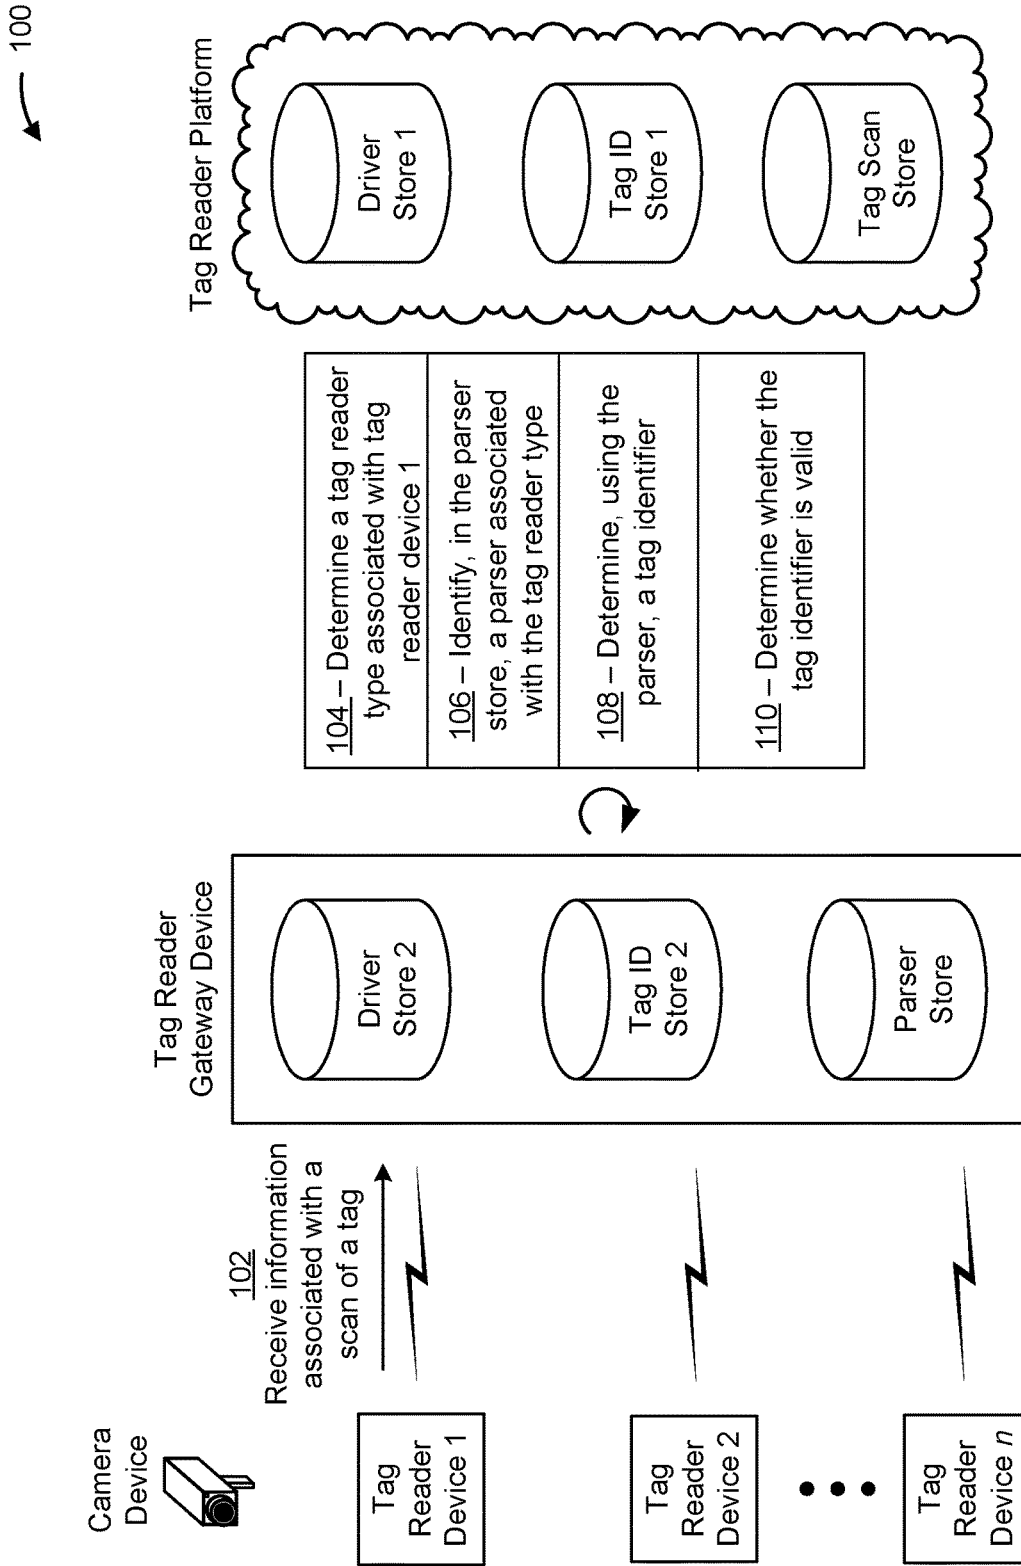 100
Camera
Device
Tag
Reader
Device 1
Tag
Reader
Device 2
Tag
Reader
Device n
102
Receive information
associated with a
scan of a tag
Tag Reader
Gateway Device
Driver
Store 2
Tag ID
Store 2
Parser
Store
104 – Determine a tag reader
type associated with tag
reader device 1
106 – Identify, in the parser
store, a parser associated
with the tag reader type
108 – Determine, using the
parser, a tag identifier
110 – Determine whether the
tag identifier is valid
Tag Reader Platform
Driver
Store 1
Tag ID
Store 1
Tag Scan
Store